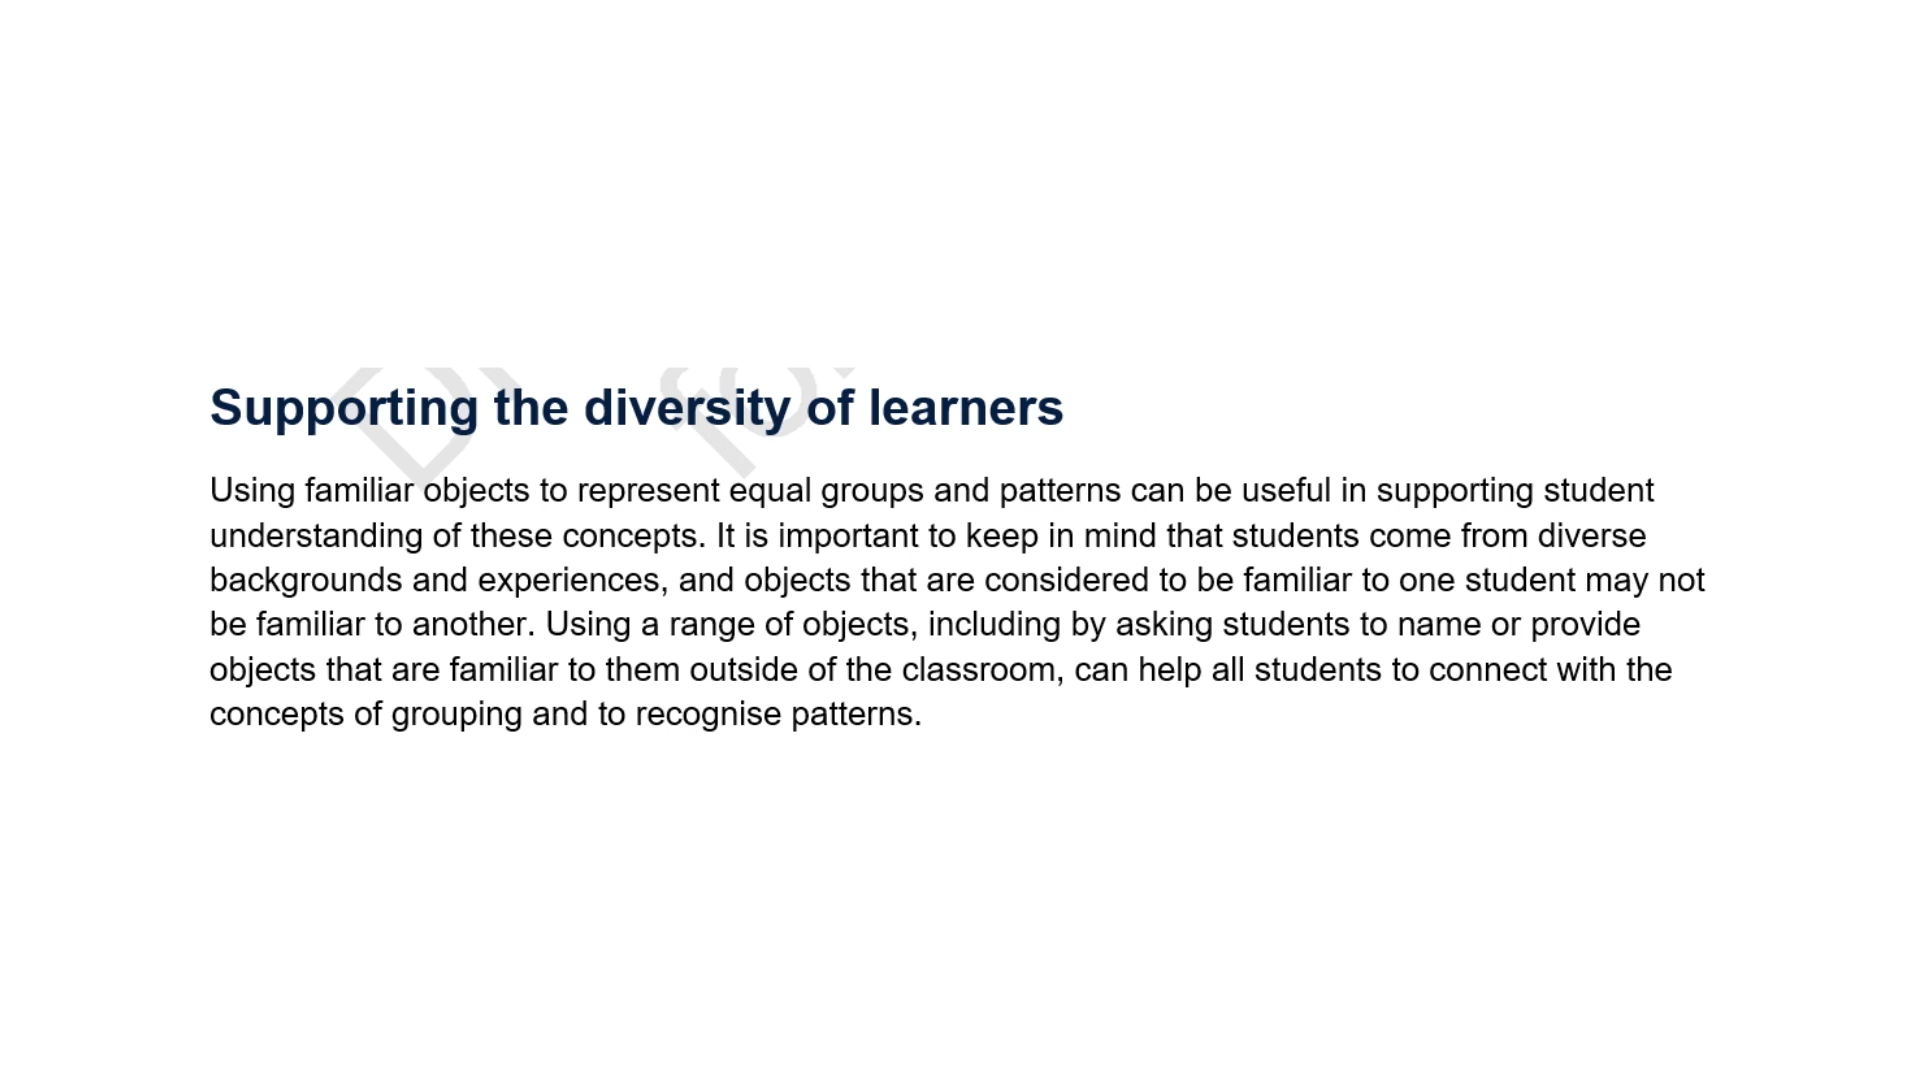 Supporting the diversity of learners
Using familiar objects to represent equal groups and patterns can be useful in supporting student
understanding of these concepts. It is important to keep in mind that students come from diverse
backgrounds and experiences, and objects that are considered to be familiar to one student may not
be familiar to another. Using a range of objects, including by asking students to name or provide
objects that are familiar to them outside of the classroom, can help all students to connect with the
concepts of grouping and to recognise patterns.